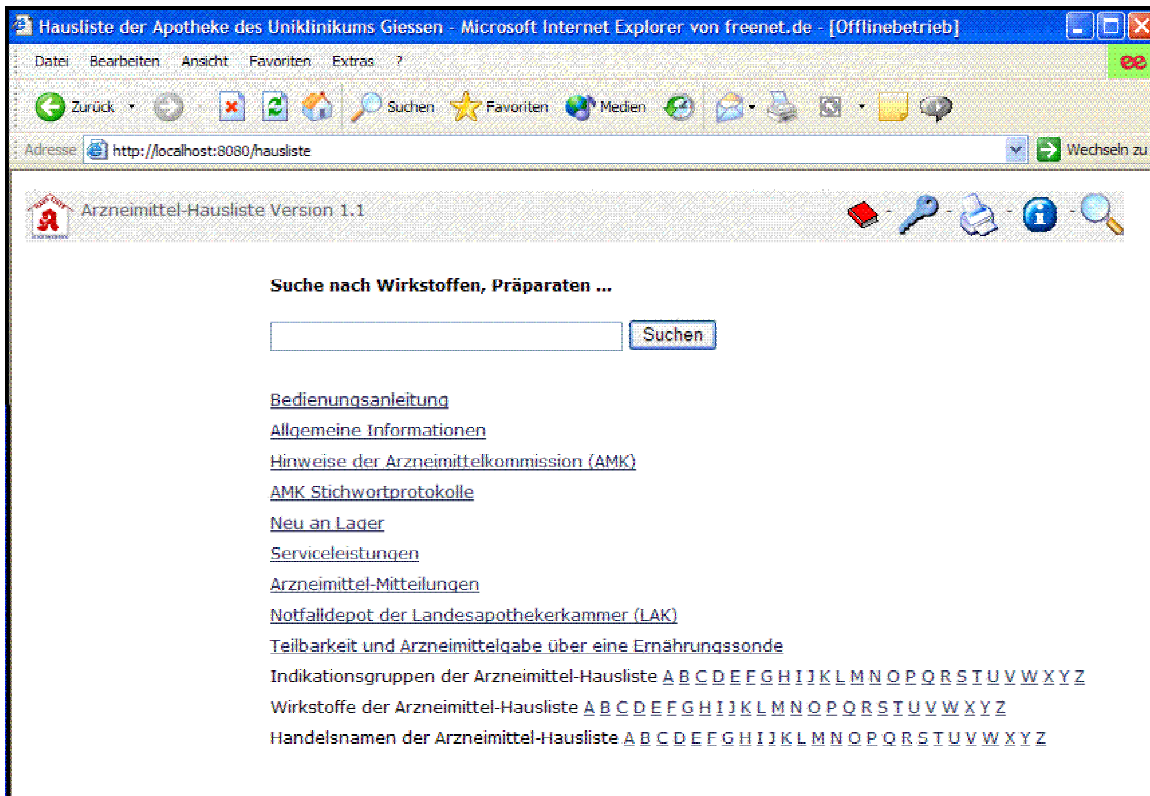 Hausliste der Apotheke des Uniklinikums Giessen - Microsoft Internet Explorer von freenet.de - [Offlinebetrieb]
Datei Bearbeiten Ansicht Favoriten Extras ?
Zurück Suchen Favoriten Medien
Adresse http://localhost:8080/hausliste Wechseln zu
Arzneimittel-Hausliste Version 1.1
Suche nach Wirkstoffen, Präparaten ...
Suchen
Bedienungsanleitung
Allgemeine Informationen
Hinweise der Arzneimittelkommission (AMK)
AMK Stichwortprotokolle
Neu an Lager
Serviceleistungen
Arzneimittel-Mitteilungen
Notfalldepot der Landesapothekerkammer (LAK)
Teilbarkeit und Arzneimittelgabe über eine Ernährungssonde
Indikationsgruppen der Arzneimittel-Hausliste A B C D E F G H I J K L M N O P Q R S T U V W X Y Z
Wirkstoffe der Arzneimittel-Hausliste A B C D E F G H I J K L M N O P Q R S T U V W X Y Z
Handelsnamen der Arzneimittel-Hausliste A B C D E F G H I J K L M N O P Q R S T U V W X Y Z